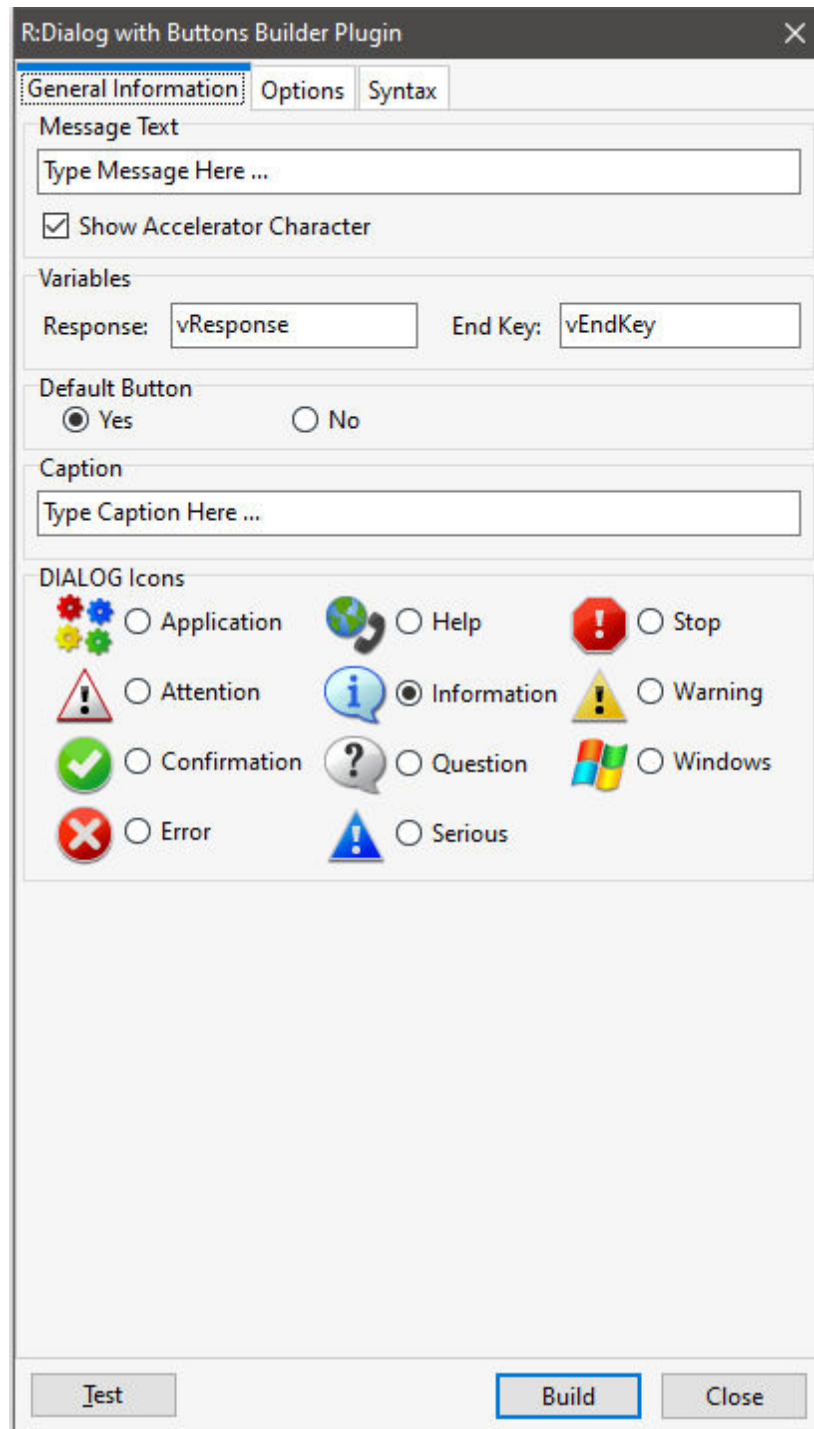 R:Dialog with Buttons Builder Plugin
General Information Options Syntax
Message Text
Type Message Here ...
Show Accelerator Character
Variables
Response: vResponse End Key: vEndKey
Default Button
Yes No
Caption
Type Caption Here ...
DIALOG Icons
Application Help Stop
Attention Information Warning
Confirmation Question Windows
Error Serious
Test Build Close